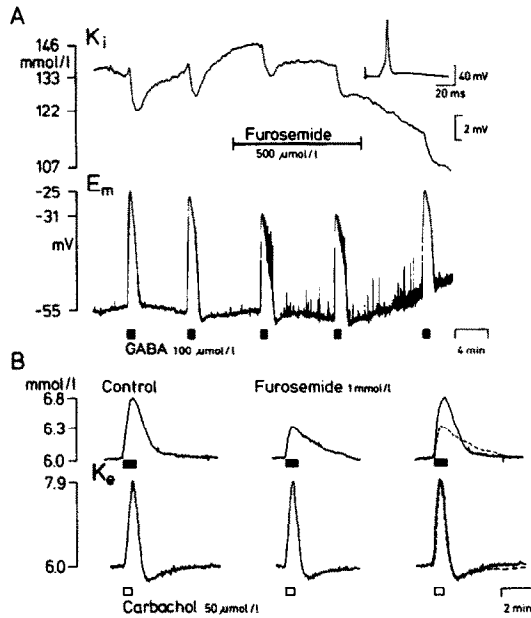 A
Ki
146
mmol/l
133
122
107
40 mV
20 ms
2 mV
Furosemide
500 µmol/l
Em
-25
-31
mV
-55
GABA 100 µmol/l
4 min
B
mmol/l
Control
Furosemide 1 mmol/l
6.8
6.3
6.0
Ke
7.9
6.0
Carbachol 50 µmol/l
2 min